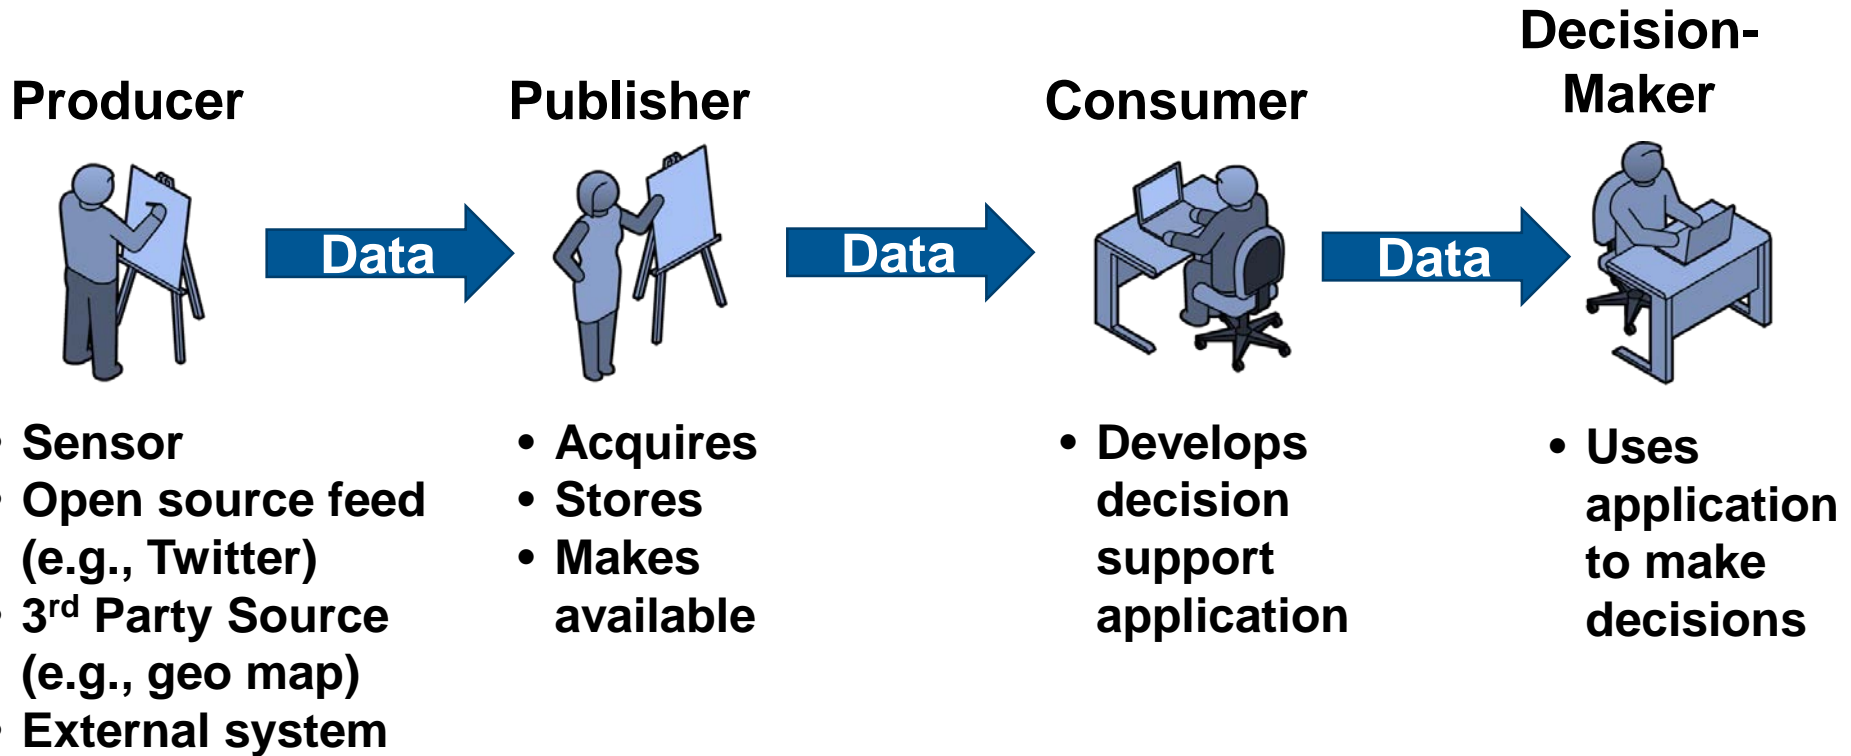 Producer
Publisher
Consumer
Decision-
Maker
Data
Data
Data
• Sensor
• Open source feed
(e.g., Twitter)
• 3rd Party Source
(e.g., geo map)
• External system
• Acquires
• Stores
• Makes
available
• Develops
decision
support
application
• Uses
application
to make
decisions